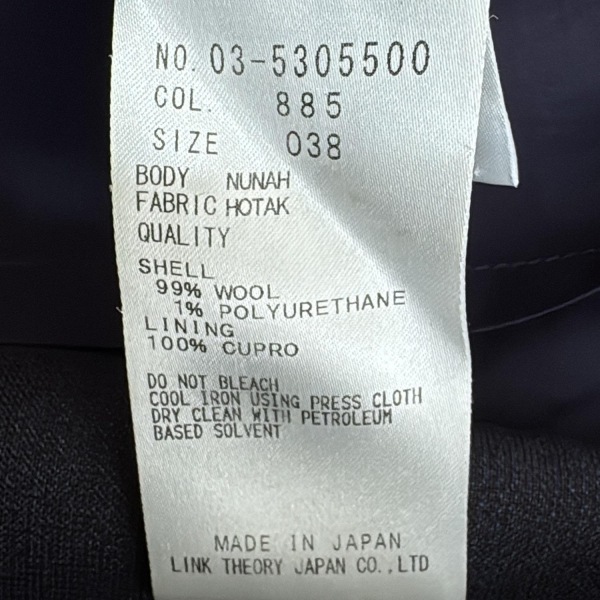 NO. 03-5305500
COL. 885
SIZE 038
BODY NUNAH
FABRIC HOTAK
QUALITY
SHELL
99% WOOL
1% POLYURETHANE
LINING
100% CUPRO
DO NOT BLEACH
COOL IRON USING PRESS CLOTH
DRY CLEAN WITH PETROLEUM
BASED SOLVENT
MADE IN JAPAN
LINK THEORY JAPAN CO.,LTD